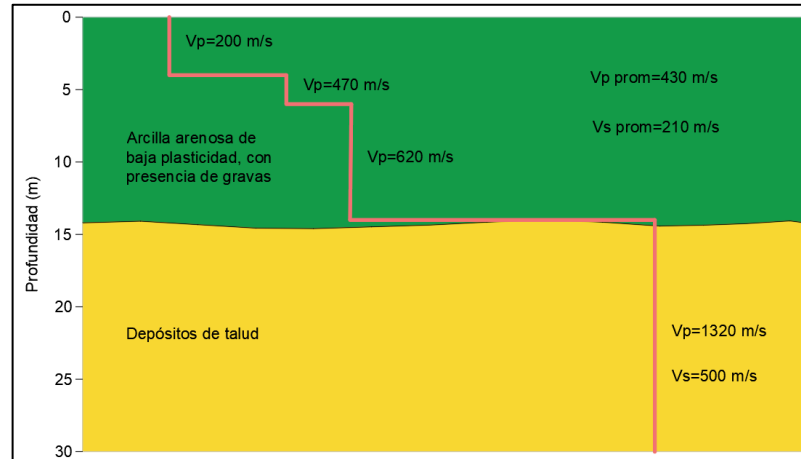 0
Vp=200 m/s
Vp=470 m/s
Vp prom=430 m/s
5
Vs prom=210 m/s
Arcilla arenosa de
baja plasticidad, con
presencia de gravas
Vp=620 m/s
10
Profundidad (m)
15
20
Depósitos de talud
Vp=1320 m/s
25
Vs=500 m/s
30